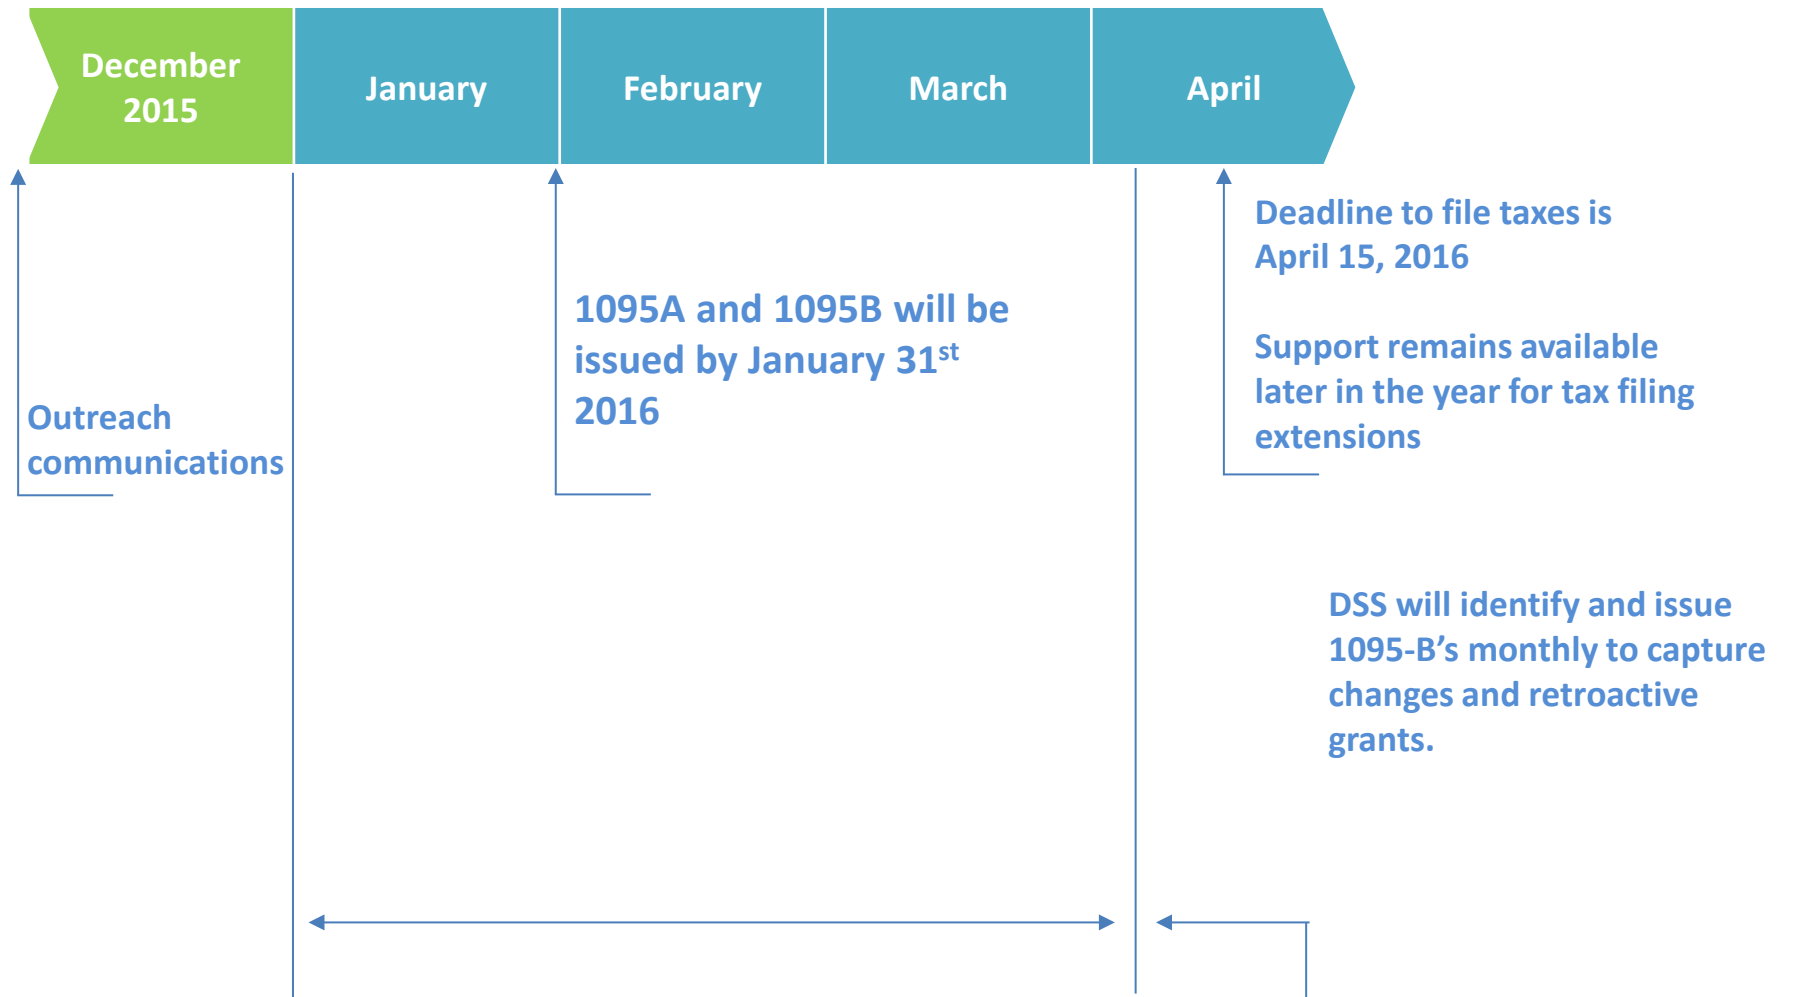 December
2015
January
February
March
April
Outreach
communications
1095A and 1095B will be
issued by January 31st
2016
Deadline to file taxes is
April 15, 2016
Support remains available
later in the year for tax filing
extensions
DSS will identify and issue
1095-B’s monthly to capture
changes and retroactive
grants.